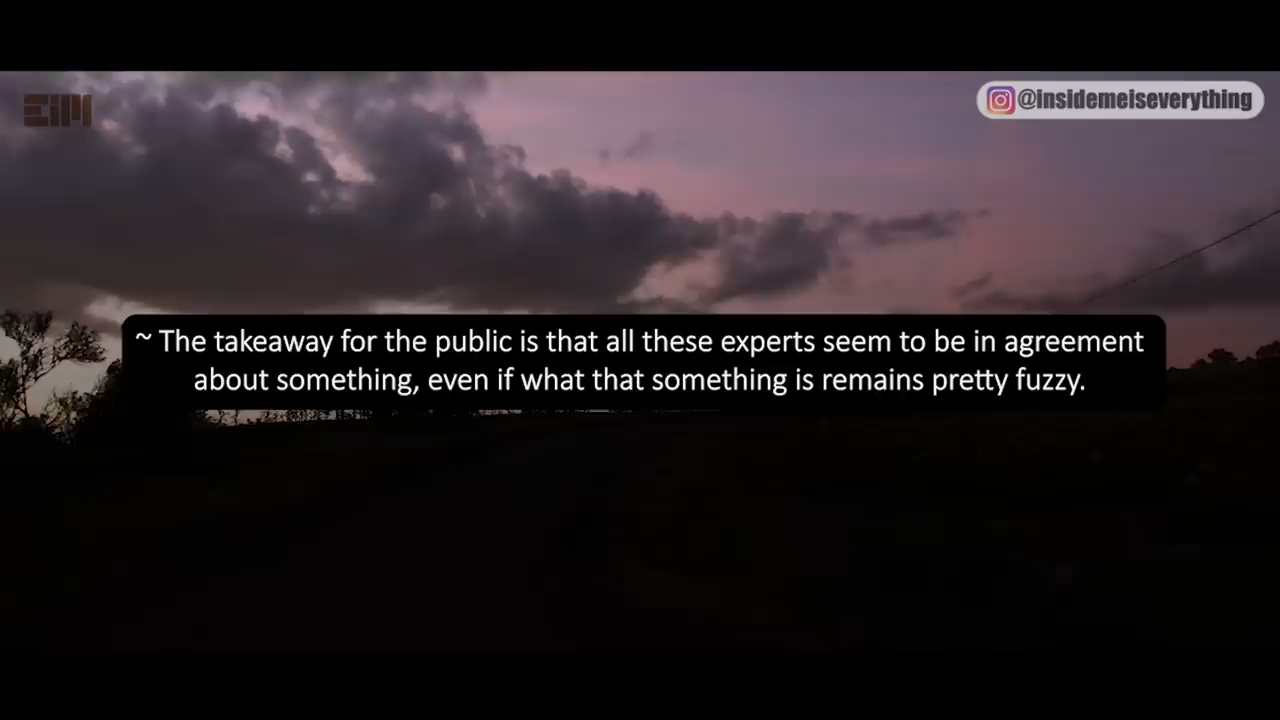 @insidemeiseverything
~ The takeaway for the public is that all these experts seem to be in agreement
about something, even if what that something is remains pretty fuzzy.